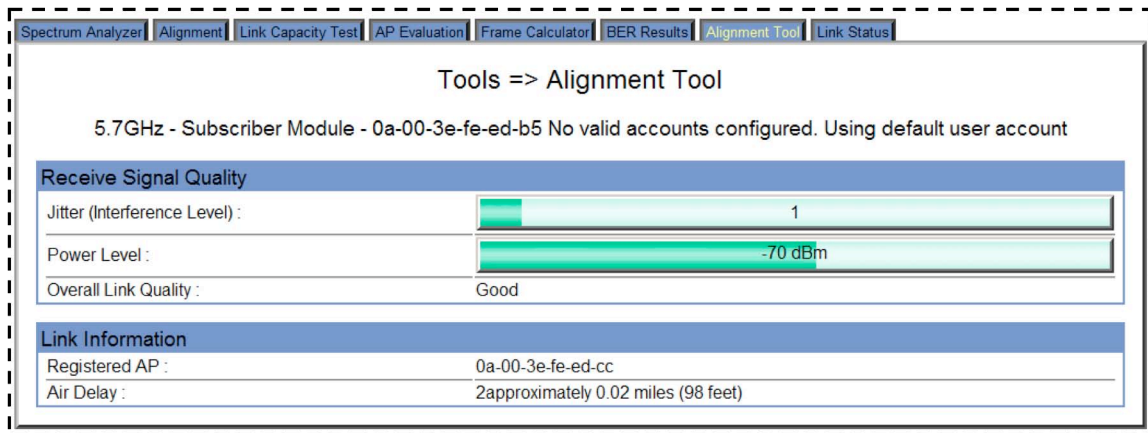 Spectrum Analyzer Alignment Link Capacity Test AP Evaluation Frame Calculator BER Results Alignment Tool Link Status
Tools => Alignment Tool
5.7GHz - Subscriber Module - 0a-00-3e-fe-ed-b5 No valid accounts configured. Using default user account
Receive Signal Quality
Jitter (Interference Level) : 1
Power Level : -70 dBm
Overall Link Quality : Good
Link Information
Registered AP : 0a-00-3e-fe-ed-cc
Air Delay : 2approximately 0.02 miles (98 feet)